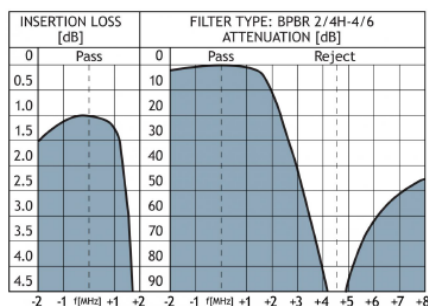 INSERTION LOSS
[dB]
FILTER TYPE: BPBR 2/4H-4/6
ATTENUATION [dB]
0 Pass 0 Pass Reject
0.5 10
1.0 20
1.5 30
2.0 40
2.5 50
3.0 60
3.5 70
4.0 80
4.5 90
-2 -1 f[MHz] +1 +2 -2 -1 f[MHz] +1 +2 +3 +4 +5 +6 +7 +8